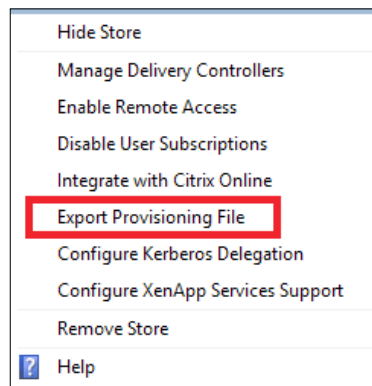 Hide Store
Manage Delivery Controllers
Enable Remote Access
Disable User Subscriptions
Integrate with Citrix Online
Export Provisioning File
Configure Kerberos Delegation
Configure XenApp Services Support
Remove Store
? Help